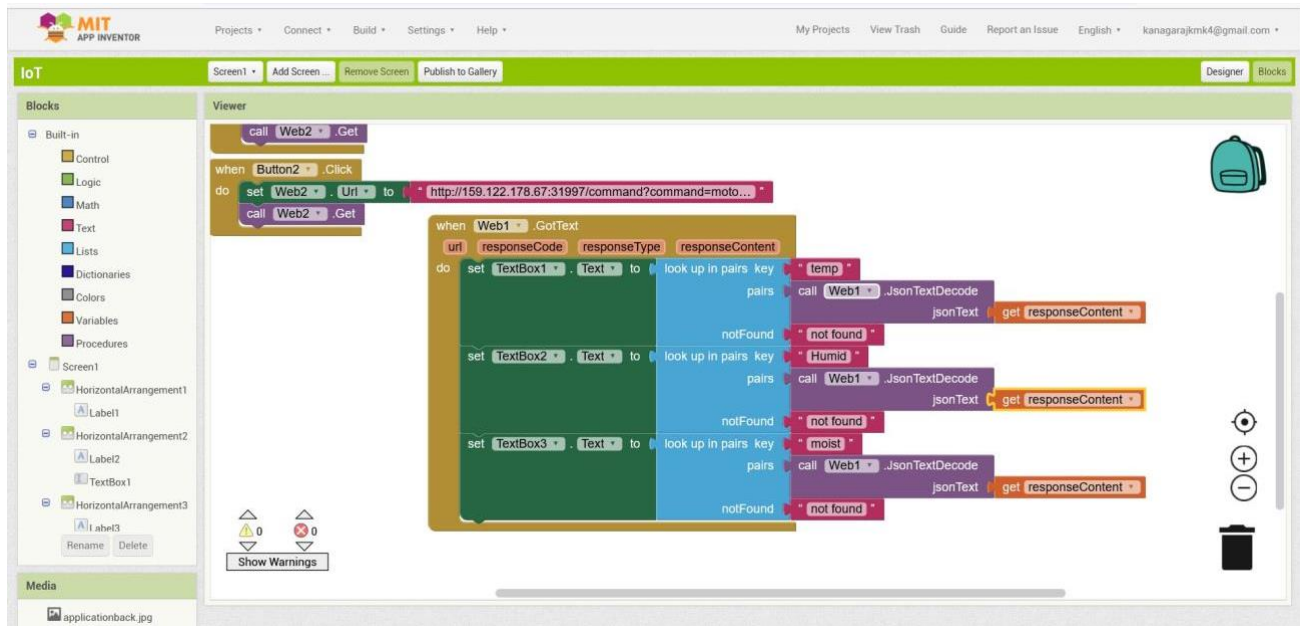 MIT
APP INVENTOR
Projects Connect Build Settings Help My Projects View Trash Guide Report an Issue English kanagarajkmk4@gmail.com
IoT Screen1 Add Screen ... Remove Screen Publish to Gallery Designer Blocks
Blocks
Viewer
Built-in
Control
Logic
Math
Text
Lists
Dictionaries
Colors
Variables
Procedures
Screen1
HorizontalArrangement1
Label1
HorizontalArrangement2
Label2
TextBox1
HorizontalArrangement3
Label3
Rename Delete
Media
applicationback.jpg
call Web2 .Get
when Button2 .Click
do set Web2 . Url to " http://159.122.178.67:31997/command?command=moto... "
call Web2 .Get
when Web1 .GotText
url responseCode responseType responseContent
do set TextBox1 . Text to look up in pairs key " temp "
pairs call Web1 .JsonTextDecode
jsonText get responseContent
notFound " not found "
set TextBox2 . Text to look up in pairs key " Humid "
pairs call Web1 .JsonTextDecode
jsonText get responseContent
notFound " not found "
set TextBox3 . Text to look up in pairs key " moist "
pairs call Web1 .JsonTextDecode
jsonText get responseContent
notFound " not found "
0 0
Show Warnings